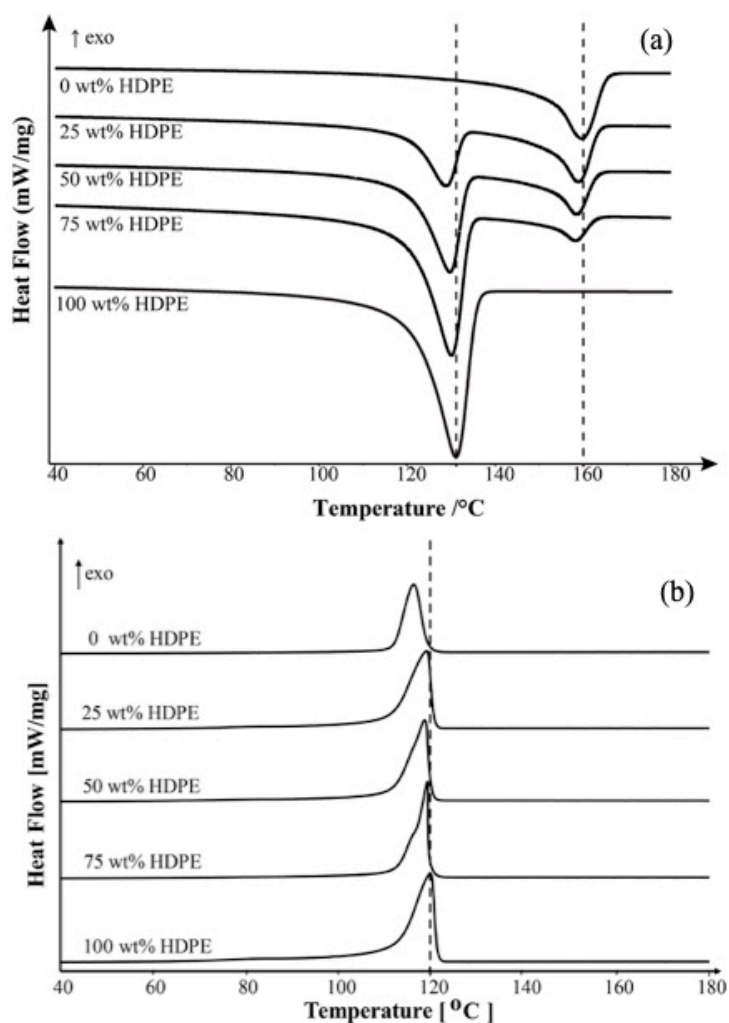 ↑ exo
(a)
0 wt% HDPE
25 wt% HDPE
50 wt% HDPE
75 wt% HDPE
100 wt% HDPE
Heat Flow (mW/mg)
40 60 80 100 120 140 160 180
Temperature /°C
↑ exo
(b)
0 wt% HDPE
25 wt% HDPE
50 wt% HDPE
75 wt% HDPE
100 wt% HDPE
Heat Flow [mW/mg]
40 60 80 100 120 140 160 180
Temperature [ °C ]